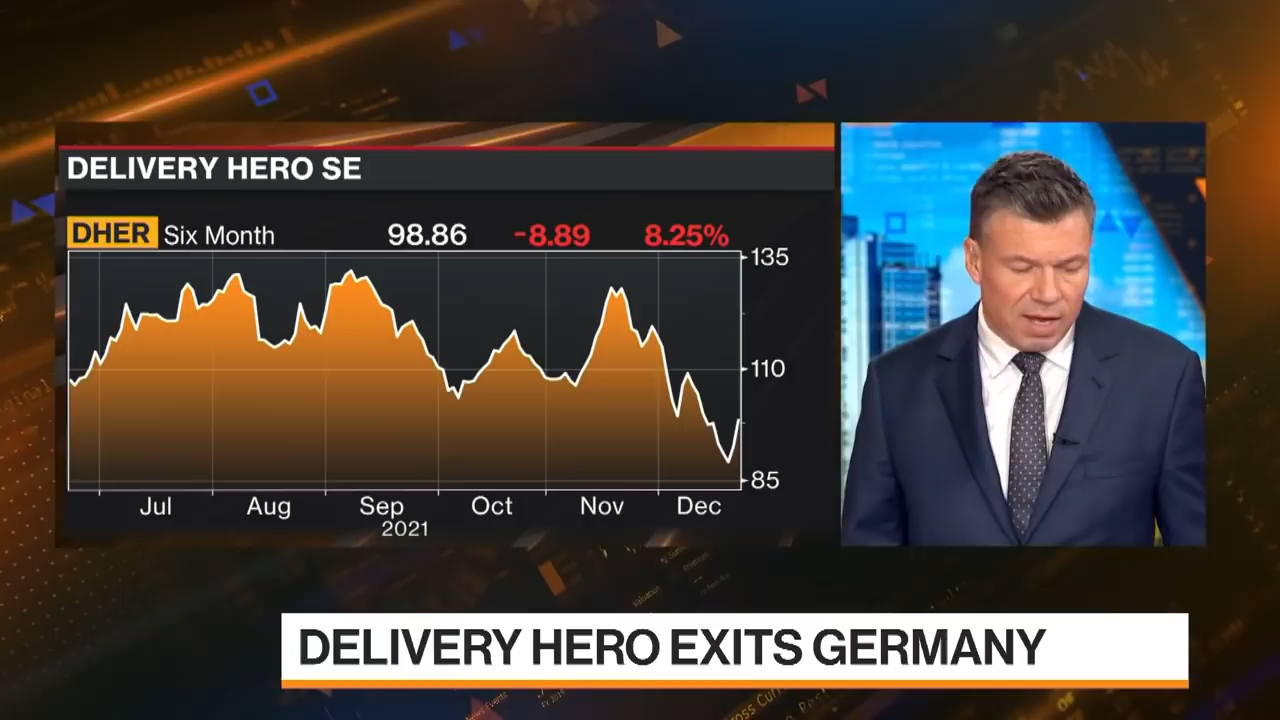 DELIVERY HERO SE
DHER Six Month 98.86 -8.89 8.25%
135
110
85
Jul Aug Sep Oct Nov Dec
2021
DELIVERY HERO EXITS GERMANY